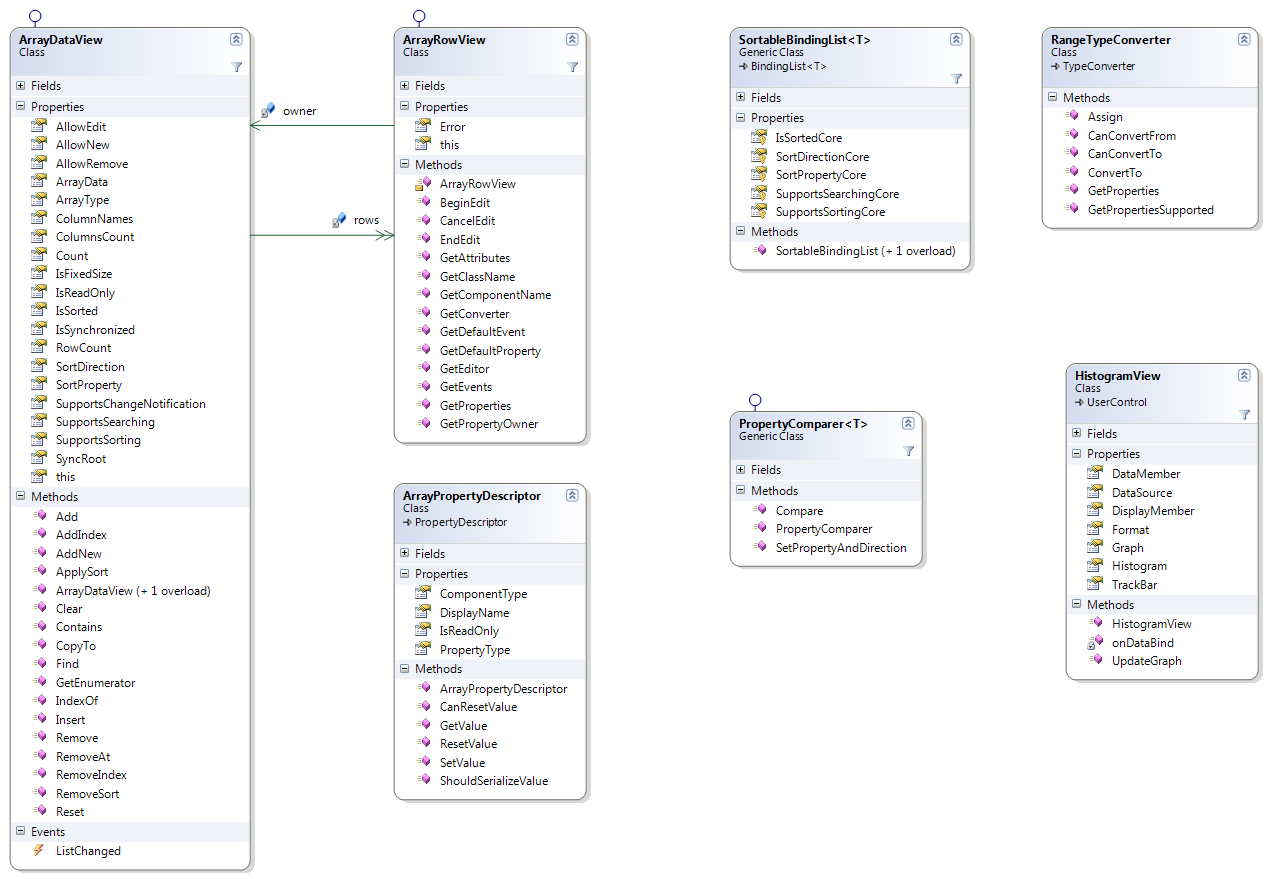 ArrayDataView
Class
Fields
Properties
AllowEdit
AllowNew
AllowRemove
ArrayData
ArrayType
ColumnNames
ColumnsCount
Count
IsFixedSize
IsReadOnly
IsSorted
IsSynchronized
RowCount
SortDirection
SortProperty
SupportsChangeNotification
SupportsSearching
SupportsSorting
SyncRoot
this
Methods
Add
AddIndex
AddNew
ApplySort
ArrayDataView (+ 1 overload)
Clear
Contains
CopyTo
Find
GetEnumerator
IndexOf
Insert
Remove
RemoveAt
RemoveIndex
RemoveSort
Reset
Events
ListChanged
owner
rows
ArrayRowView
Class
Fields
Properties
Error
this
Methods
ArrayRowView
BeginEdit
CancelEdit
EndEdit
GetAttributes
GetClassName
GetComponentName
GetConverter
GetDefaultEvent
GetDefaultProperty
GetEditor
GetEvents
GetProperties
GetPropertyOwner
ArrayPropertyDescriptor
Class
PropertyDescriptor
Fields
Properties
ComponentType
DisplayName
IsReadOnly
PropertyType
Methods
ArrayPropertyDescriptor
CanResetValue
GetValue
ResetValue
SetValue
ShouldSerializeValue
SortableBindingList<T>
Generic Class
BindingList<T>
Fields
Properties
IsSortedCore
SortDirectionCore
SortPropertyCore
SupportsSearchingCore
SupportsSortingCore
Methods
SortableBindingList (+ 1 overload)
PropertyComparer<T>
Generic Class
Fields
Methods
Compare
PropertyComparer
SetPropertyAndDirection
RangeTypeConverter
Class
TypeConverter
Methods
Assign
CanConvertFrom
CanConvertTo
ConvertTo
GetProperties
GetPropertiesSupported
HistogramView
Class
UserControl
Fields
Properties
DataMember
DataSource
DisplayMember
Format
Graph
Histogram
TrackBar
Methods
HistogramView
onDataBind
UpdateGraph